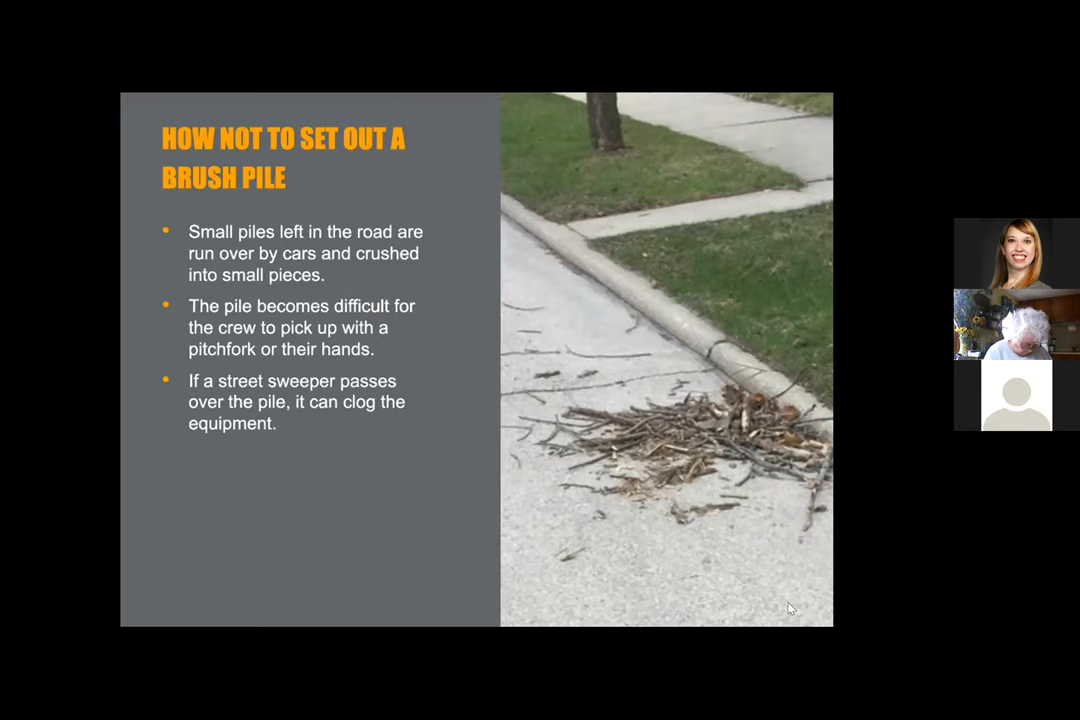 HOW NOT TO SET OUT A
BRUSH PILE
• Small piles left in the road are
run over by cars and crushed
into small pieces.
• The pile becomes difficult for
the crew to pick up with a
pitchfork or their hands.
• If a street sweeper passes
over the pile, it can clog the
equipment.